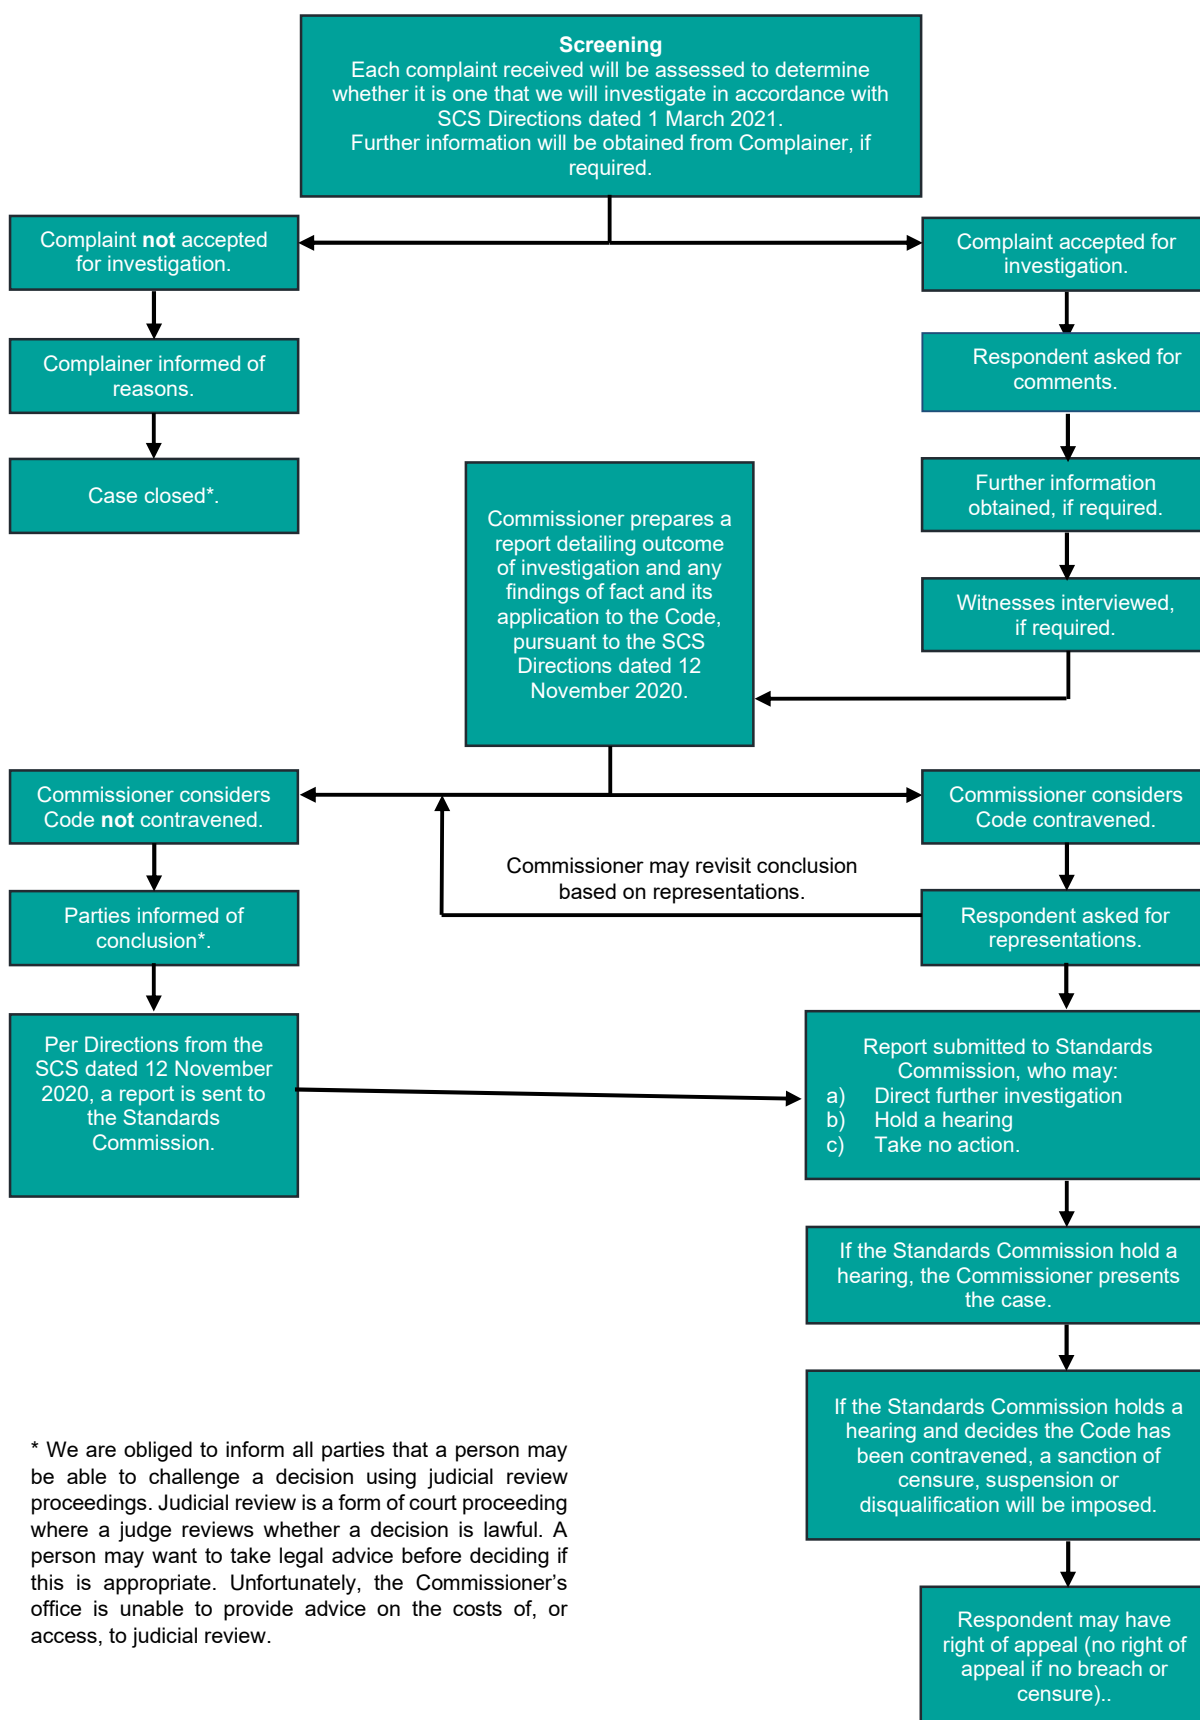 Screening
Each complaint received will be assessed to determine
whether it is one that we will investigate in accordance with
SCS Directions dated 1 March 2021.
Further information will be obtained from Complainer, if
required.
Complaint not accepted
for investigation.
Complaint accepted for
investigation.
Complainer informed of
reasons.
Respondent asked for
comments.
Case closed*.
Further information
obtained, if required.
Witnesses interviewed,
if required.
Commissioner prepares a
report detailing outcome
of investigation and any
findings of fact and its
application to the Code,
pursuant to the SCS
Directions dated 12
November 2020.
Commissioner considers
Code not contravened.
Commissioner considers
Code contravened.
Commissioner may revisit conclusion
based on representations.
Parties informed of
conclusion*.
Respondent asked for
representations.
Per Directions from the
SCS dated 12 November
2020, a report is sent to
the Standards
Commission.
Report submitted to Standards
Commission, who may:
a) Direct further investigation
b) Hold a hearing
c) Take no action.
If the Standards Commission hold a
hearing, the Commissioner presents
the case.
If the Standards Commission holds a
hearing and decides the Code has
been contravened, a sanction of
censure, suspension or
disqualification will be imposed.
Respondent may have
right of appeal (no right of
appeal if no breach or
censure)..
* We are obliged to inform all parties that a person may
be able to challenge a decision using judicial review
proceedings. Judicial review is a form of court proceeding
where a judge reviews whether a decision is lawful. A
person may want to take legal advice before deciding if
this is appropriate. Unfortunately, the Commissioner’s
office is unable to provide advice on the costs of, or
access, to judicial review.